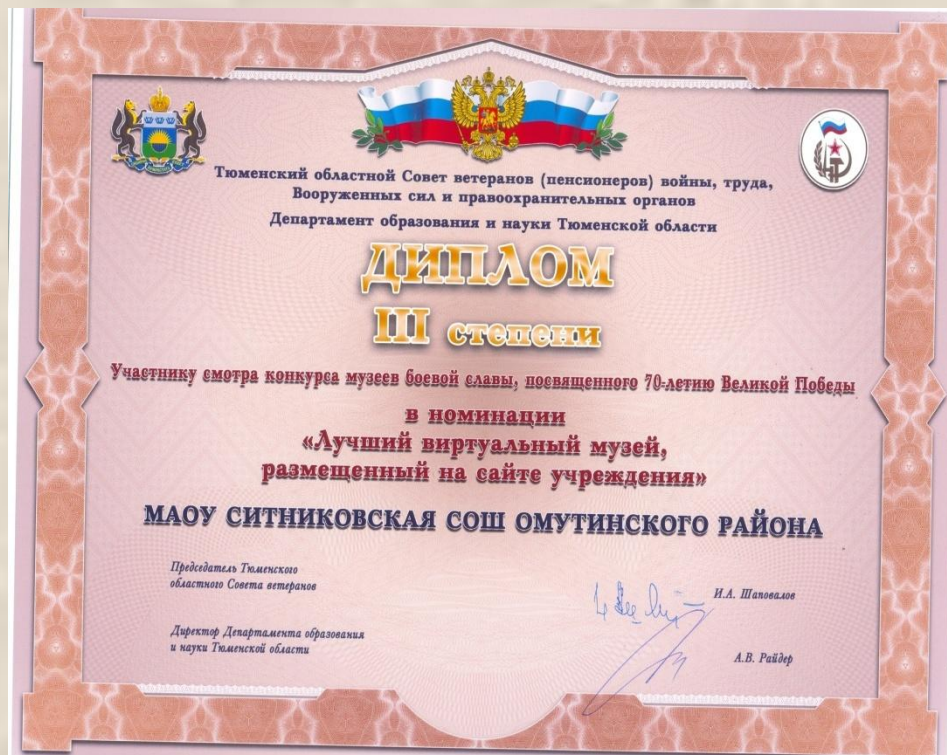 Тюменский областной Совет ветеранов (пенсионеров) войны, труда,
Вооруженных сил и правоохранительных органов
Департамент образования и науки Тюменской области
ДИПЛОМ
III степени
Участнику смотра конкурса музеев боевой славы, посвященного 70-летию Великой Победы
в номинации
«Лучший виртуальный музей,
размещенный на сайте учреждения»
МАОУ СИТНИКОВСКАЯ СОШ ОМУТИНСКОГО РАЙОНА
Председатель Тюменского
областного Совета ветеранов
И.А. Шаповалов
Директор Департамента образования
и науки Тюменской области
А.В. Райдер